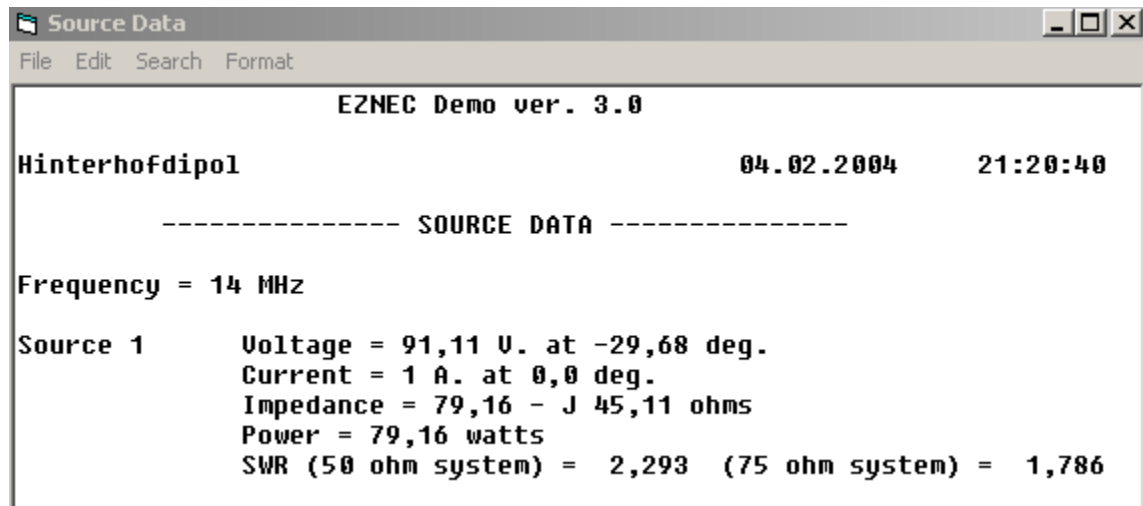 Source Data
File Edit Search Format
EZNEC Demo ver. 3.0
Hinterhofdipol 04.02.2004 21:20:40
--------------- SOURCE DATA ---------------
Frequency = 14 MHz
Source 1 Voltage = 91,11 V. at -29,68 deg.
Current = 1 A. at 0,0 deg.
Impedance = 79,16 - J 45,11 ohms
Power = 79,16 watts
SWR (50 ohm system) = 2,293 (75 ohm system) = 1,786